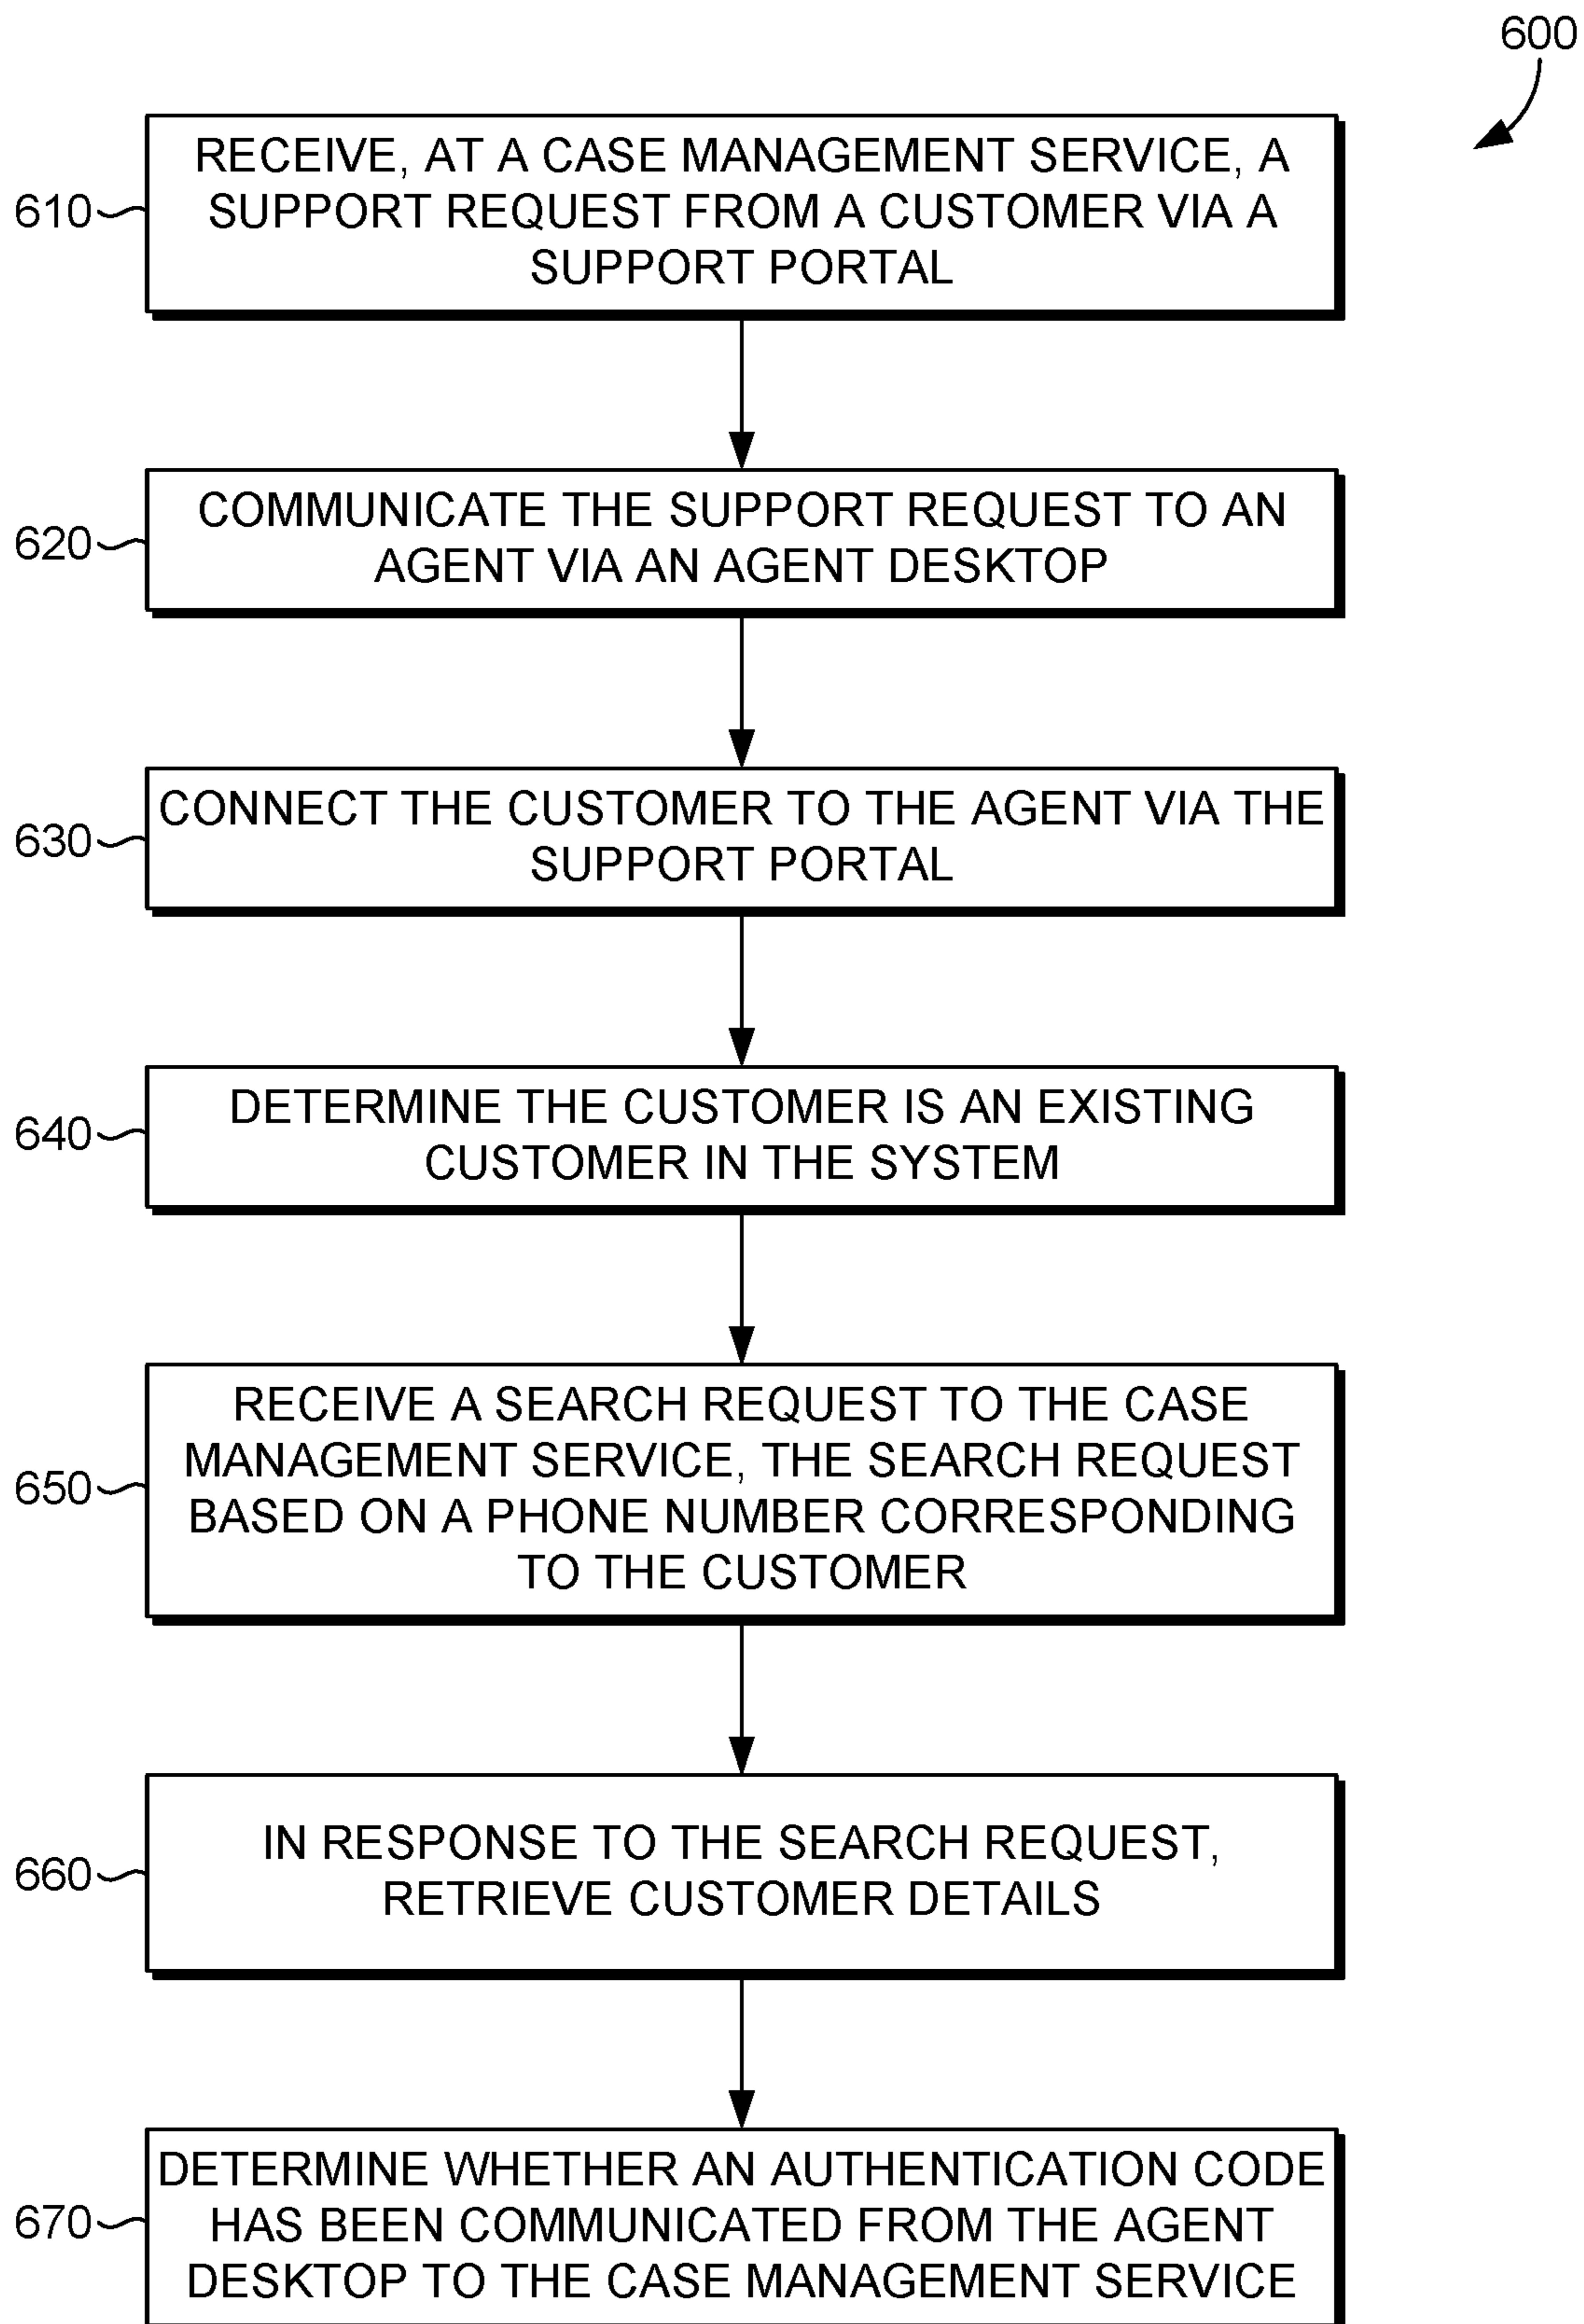 600
RECEIVE, AT A CASE MANAGEMENT SERVICE, A
610
SUPPORT REQUEST FROM A CUSTOMER VIA A
SUPPORT PORTAL
COMMUNICATE THE SUPPORT REQUEST TO AN
620
AGENT VIA AN AGENT DESKTOP
CONNECT THE CUSTOMER TO THE AGENT VIA THE
630
SUPPORT PORTAL
DETERMINE THE CUSTOMER IS AN EXISTING
640
CUSTOMER IN THE SYSTEM
RECEIVE A SEARCH REQUEST TO THE CASE
MANAGEMENT SERVICE, THE SEARCH REQUEST
650
BASED ON A PHONE NUMBER CORRESPONDING
TO THE CUSTOMER
IN RESPONSE TO THE SEARCH REQUEST,
660
RETRIEVE CUSTOMER DETAILS
DETERMINE WHETHER AN AUTHENTICATION CODE
670
HAS BEEN COMMUNICATED FROM THE AGENT
DESKTOP TO THE CASE MANAGEMENT SERVICE